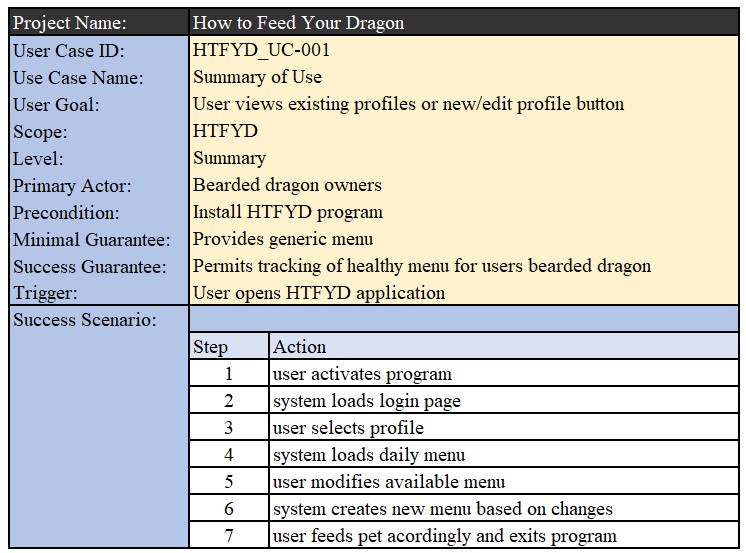 Project Name: How to Feed Your Dragon
User Case ID: HTFYD_UC-001
Use Case Name: Summary of Use
User Goal: User views existing profiles or new/edit profile button
Scope: HTFYD
Level: Summary
Primary Actor: Bearded dragon owners
Precondition: Install HTFYD program
Minimal Guarantee: Provides generic menu
Success Guarantee: Permits tracking of healthy menu for users bearded dragon
Trigger: User opens HTFYD application
Success Scenario:
Step Action
1 user activates program
2 system loads login page
3 user selects profile
4 system loads daily menu
5 user modifies available menu
6 system creates new menu based on changes
7 user feeds pet acordingly and exits program